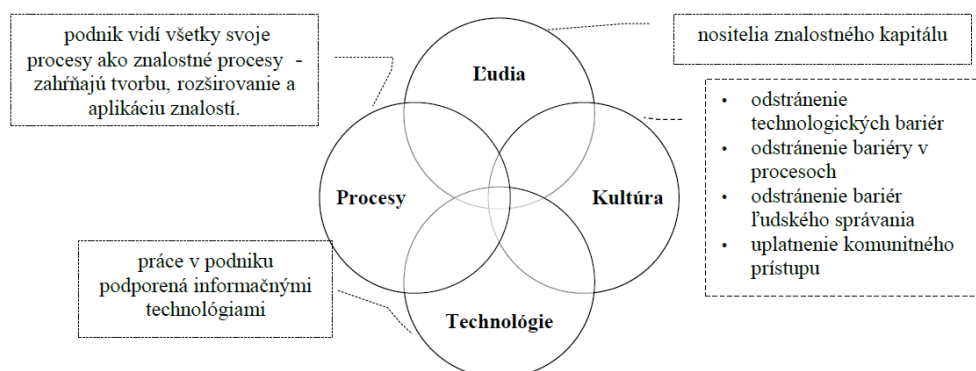 podnik vidí všetky svoje
procesy ako znalostné procesy -
zahŕňajú tvorbu, rozširovanie a
aplikáciu znalostí.
Ľudia
nositelia znalostného kapitálu
• odstránenie
technologických bariér
• odstránenie bariéry v
procesoch
• odstránenie bariér
ľudského správania
• uplatnenie komunitného
prístupu
Procesy
Kultúra
práce v podniku
podporená informačnými
technológiami
Technológie